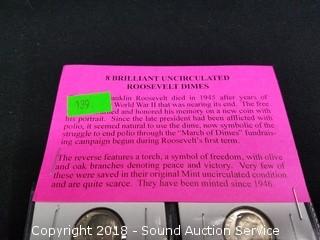 8 BRILLIANT UNCIRCULATED
ROOSEVELT DIMES
Franklin Roosevelt died in 1945 after years of
World War II that was nearing its end. The free
and honored his memory on a new coin with
his portrait. Since the late president had been afflicted with
polio, it seemed natural to use the dime, now symbolic of the
struggle to end polio through the "March of Dimes" fundrais-
ing campaign begun during Roosevelt's first term.
The reverse features a torch, a symbol of freedom, with olive
and oak branches denoting peace and victory. Very few of
these were saved in their original Mint uncirculated condition
and are quite scarce. They have been minted since 1946.
139
Copyright 2018 - Sound Auction Service